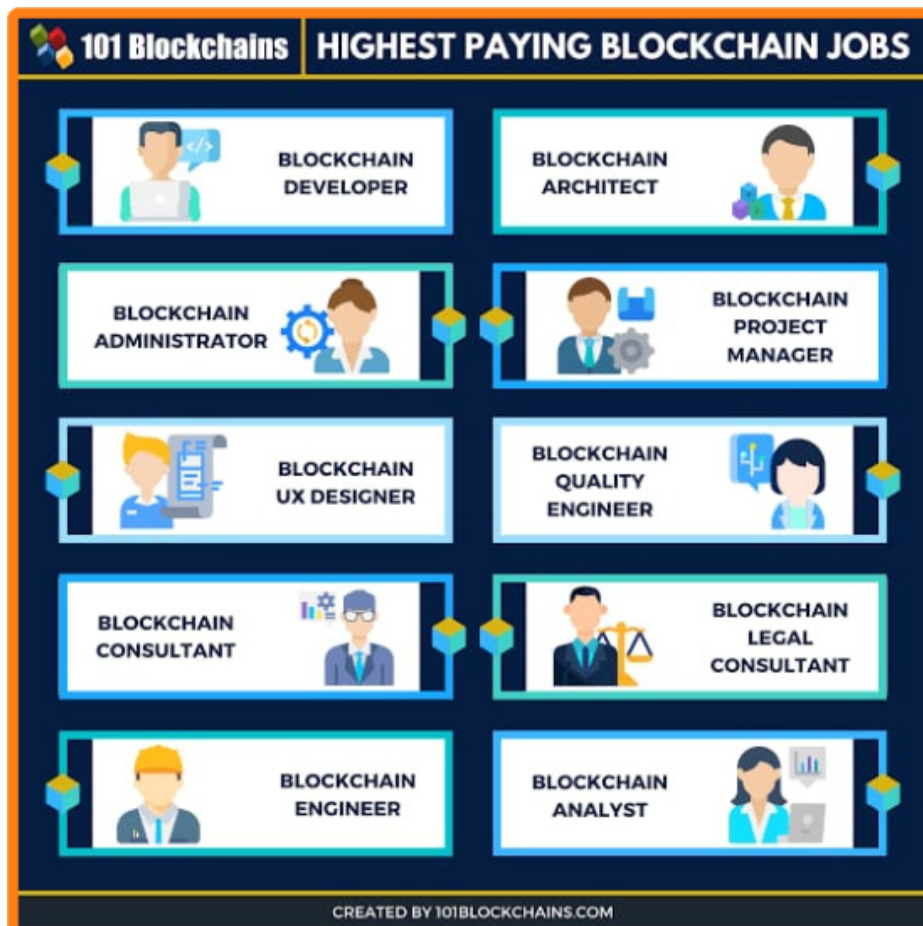 101 Blockchains
HIGHEST PAYING BLOCKCHAIN JOBS
</>
BLOCKCHAIN
DEVELOPER
BLOCKCHAIN
ARCHITECT
BLOCKCHAIN
ADMINISTRATOR
BLOCKCHAIN
PROJECT
MANAGER
BLOCKCHAIN
UX DESIGNER
BLOCKCHAIN
QUALITY
ENGINEER
BLOCKCHAIN
CONSULTANT
BLOCKCHAIN
LEGAL
CONSULTANT
BLOCKCHAIN
ENGINEER
BLOCKCHAIN
ANALYST
CREATED BY 101BLOCKCHAINS.COM